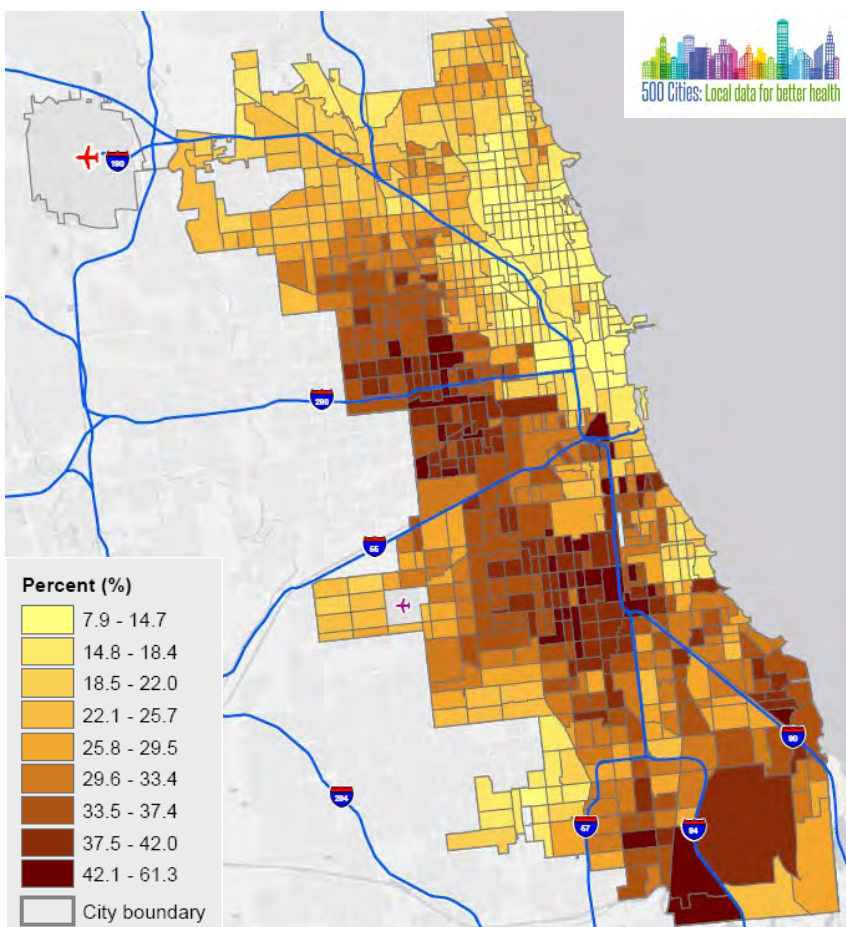 500 Cities: Local data for better health
190
290
55
Percent (%)
7.9 - 14.7
14.8 - 18.4
18.5 - 22.0
22.1 - 25.7
25.8 - 29.5
29.6 - 33.4
33.5 - 37.4
37.5 - 42.0
42.1 - 61.3
City boundary
90
294
57
94